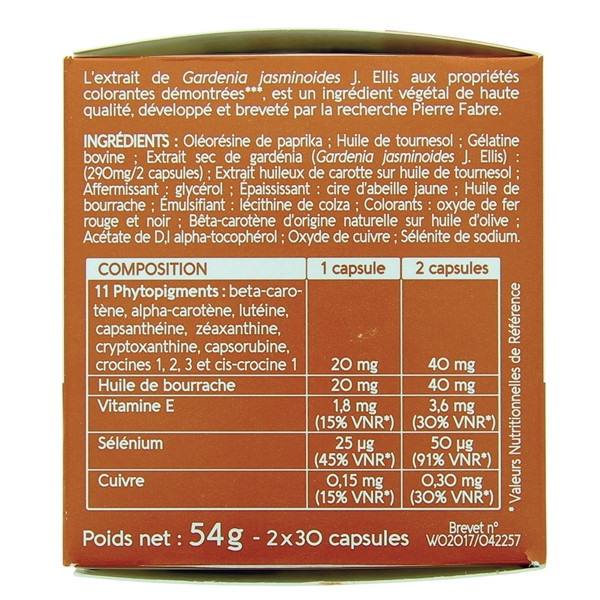 L'extrait de Gardenia jasminoides J. Ellis aux propriétés
colorantes démontrées***, est un ingrédient végétal de haute
qualité, développé et breveté par la recherche Pierre Fabre.
INGRÉDIENTS : Oléorésine de paprika ; Huile de tournesol ; Gélatine
bovine ; Extrait sec de gardénia (Gardenia jasminoides J. Ellis) :
(290mg/2 capsules) ; Extrait huileux de carotte sur huile de tournesol ;
Affermissant : glycérol ; Épaississant : cire d'abeille jaune ; Huile de
bourrache ; Émulsifiant : lécithine de colza ; Colorants : oxyde de fer
rouge et noir ; Bêta-carotène d'origine naturelle sur huile d'olive ;
Acétate de D,l alpha-tocophérol ; Oxyde de cuivre ; Sélénite de sodium.
COMPOSITION 1 capsule 2 capsules
11 Phytopigments : beta-caro-
tène, alpha-carotène, lutéine,
capsanthéine, zéaxanthine,
cryptoxanthine, capsorubine,
crocines 1, 2, 3 et cis-crocine 1 20 mg 40 mg
Huile de bourrache 20 mg 40 mg
Vitamine E 1,8 mg 3,6 mg
(15% VNR*) (30% VNR*)
Sélénium 25 µg 50 µg
(45% VNR*) (91% VNR*)
Cuivre 0,15 mg 0,30 mg
(15% VNR*) (30% VNR*)
* Valeurs Nutritionnelles de Référence
Poids net : 54g - 2x30 capsules
Brevet n°
WO2017/042257